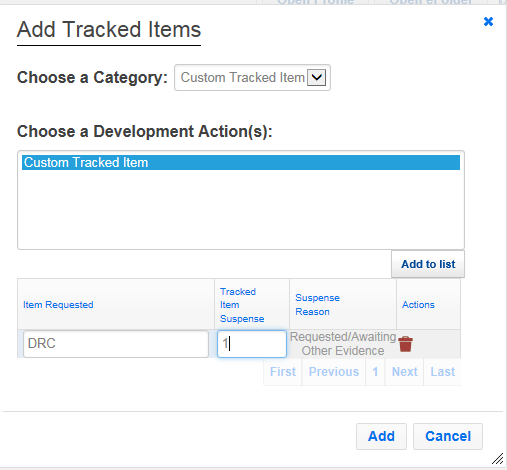 Open Profile Open eFolder
Add Tracked Items
Choose a Category: Custom Tracked Item
Choose a Development Action(s):
Custom Tracked Item
Add to list
Item Requested
Tracked
Item
Suspense
Suspense
Reason
Actions
DRC
1
Requested/Awaiting
Other Evidence
First Previous 1 Next Last
Add Cancel